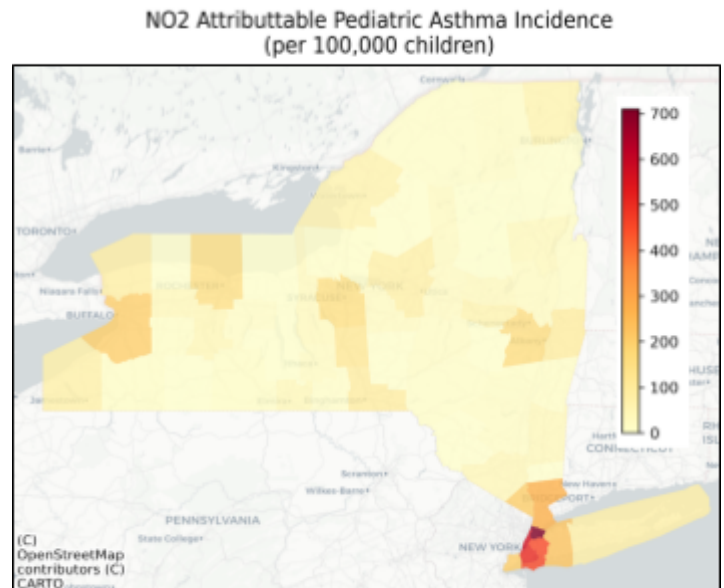 NO2 Attributtable Pediatric Asthma Incidence
(per 100,000 children)
Cornwall
700
BURLINGTON
Barrie
600
Kingston
500
TORONTO
400
Niagara Falls
ROCHESTER
NEW YORK
SYRACUSE
300
BUFFALO
200
Albany
100
Ithaca
Binghamton
0
CONNECTICUT
Scranton
New Haven
Wilkes-Barre
BRIDGEPORT
PENNSYLVANIA
State College
NEW YORK
(C)
OpenStreetMap
contributors (C)
CARTO